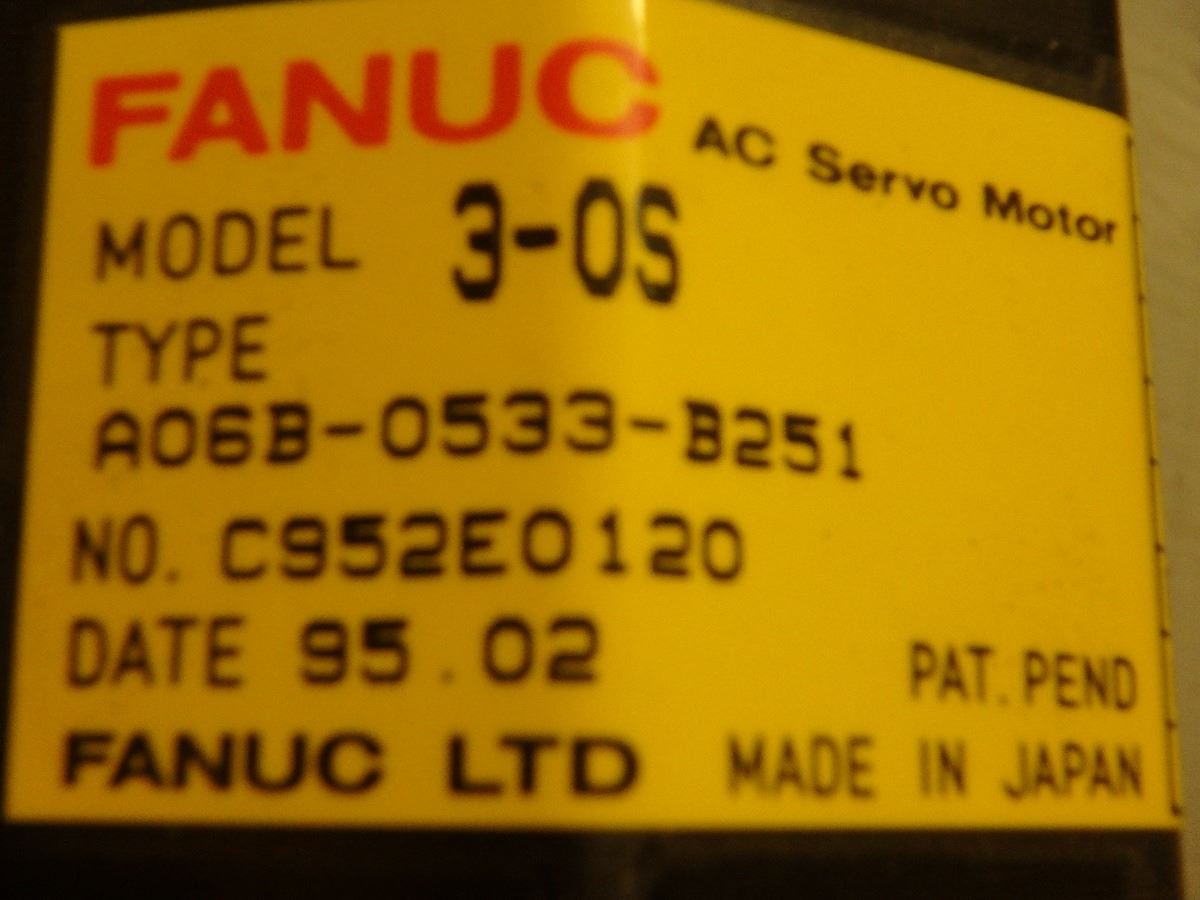 FANUC AC Servo Motor
MODEL 3-0S
TYPE
A06B-0533-B251
NO. C952E0120
DATE 95.02 PAT. PEND
FANUC LTD MADE IN JAPAN